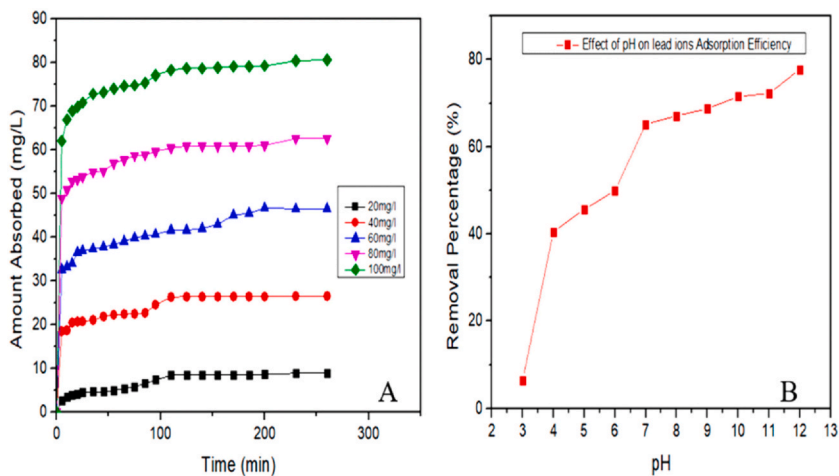 90
80
70
60
50
40
30
20
10
0
Amount Absorbed (mg/L)
20mg/l
40mg/l
60mg/l
80mg/l
100mg/l
A
0 100 200 300
Time (min)
80
60
40
20
0
Removal Percentage (%)
Effect of pH on lead ions Adsorption Efficiency
B
2 3 4 5 6 7 8 9 10 11 12 13
pH